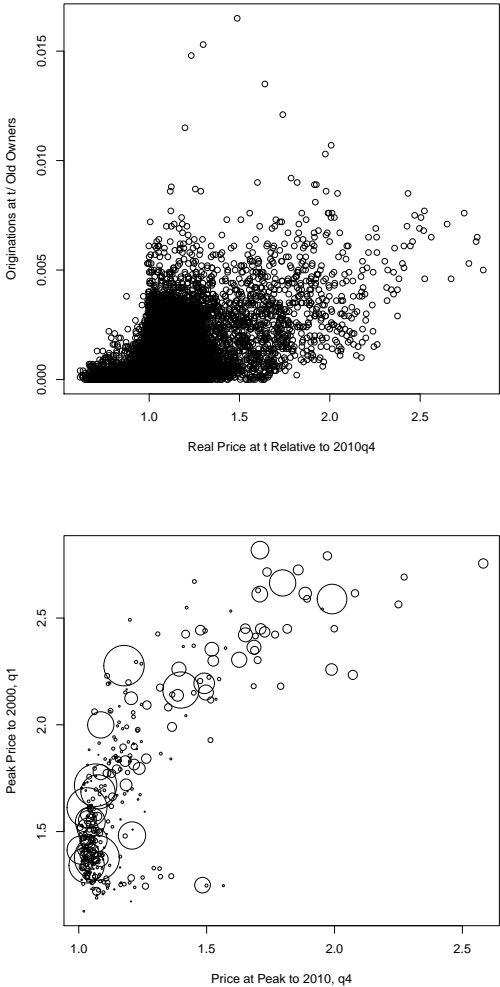 0.015
0.010
0.005
0.000
Originations at t/ Old Owners
1.0 1.5 2.0 2.5
Real Price at t Relative to 2010q4
2.5
2.0
1.5
Peak Price to 2000, q1
1.0 1.5 2.0 2.5
Price at Peak to 2010, q4